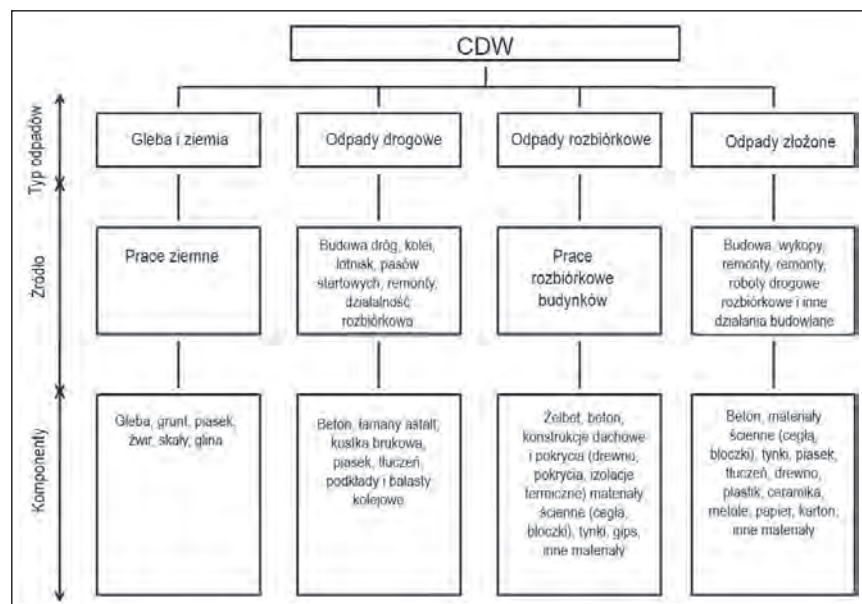 CDW
Typ odpadów
Gleba i ziemia
Odpady drogowe
Odpady rozbiórkowe
Odpady złożone
Źródło
Prace ziemne
Budowa dróg, kolei,
lotniak, pasów
startowych, remonty,
działalność
rozbiórkowa
Prace
rozbiórkowe
budynków
Budowa, wykopy,
remonty, remonty,
roboty drogowe
rozbiórkowe i inne
działania budowlane
Komponenty
Gleba, grunt, piasek,
żwir, skały, glina
Beton, łamany asfalt,
kostka brukowa,
piasek, tłuczeń,
podkłady i balasty
kolejowe
Żelbet, beton,
konstrukcje dachowe
i pokrycia (drewno,
pokrycia, izolacje
termiczne) materiały
ścienne (cegła,
bloczki), tynki, gips,
inne materiały
Beton, materiały
ścienne (cegła,
bloczki), tynki, piasek,
tłuczeń, drewno,
plastik, ceramika,
metale, papier, karton,
inne materiały